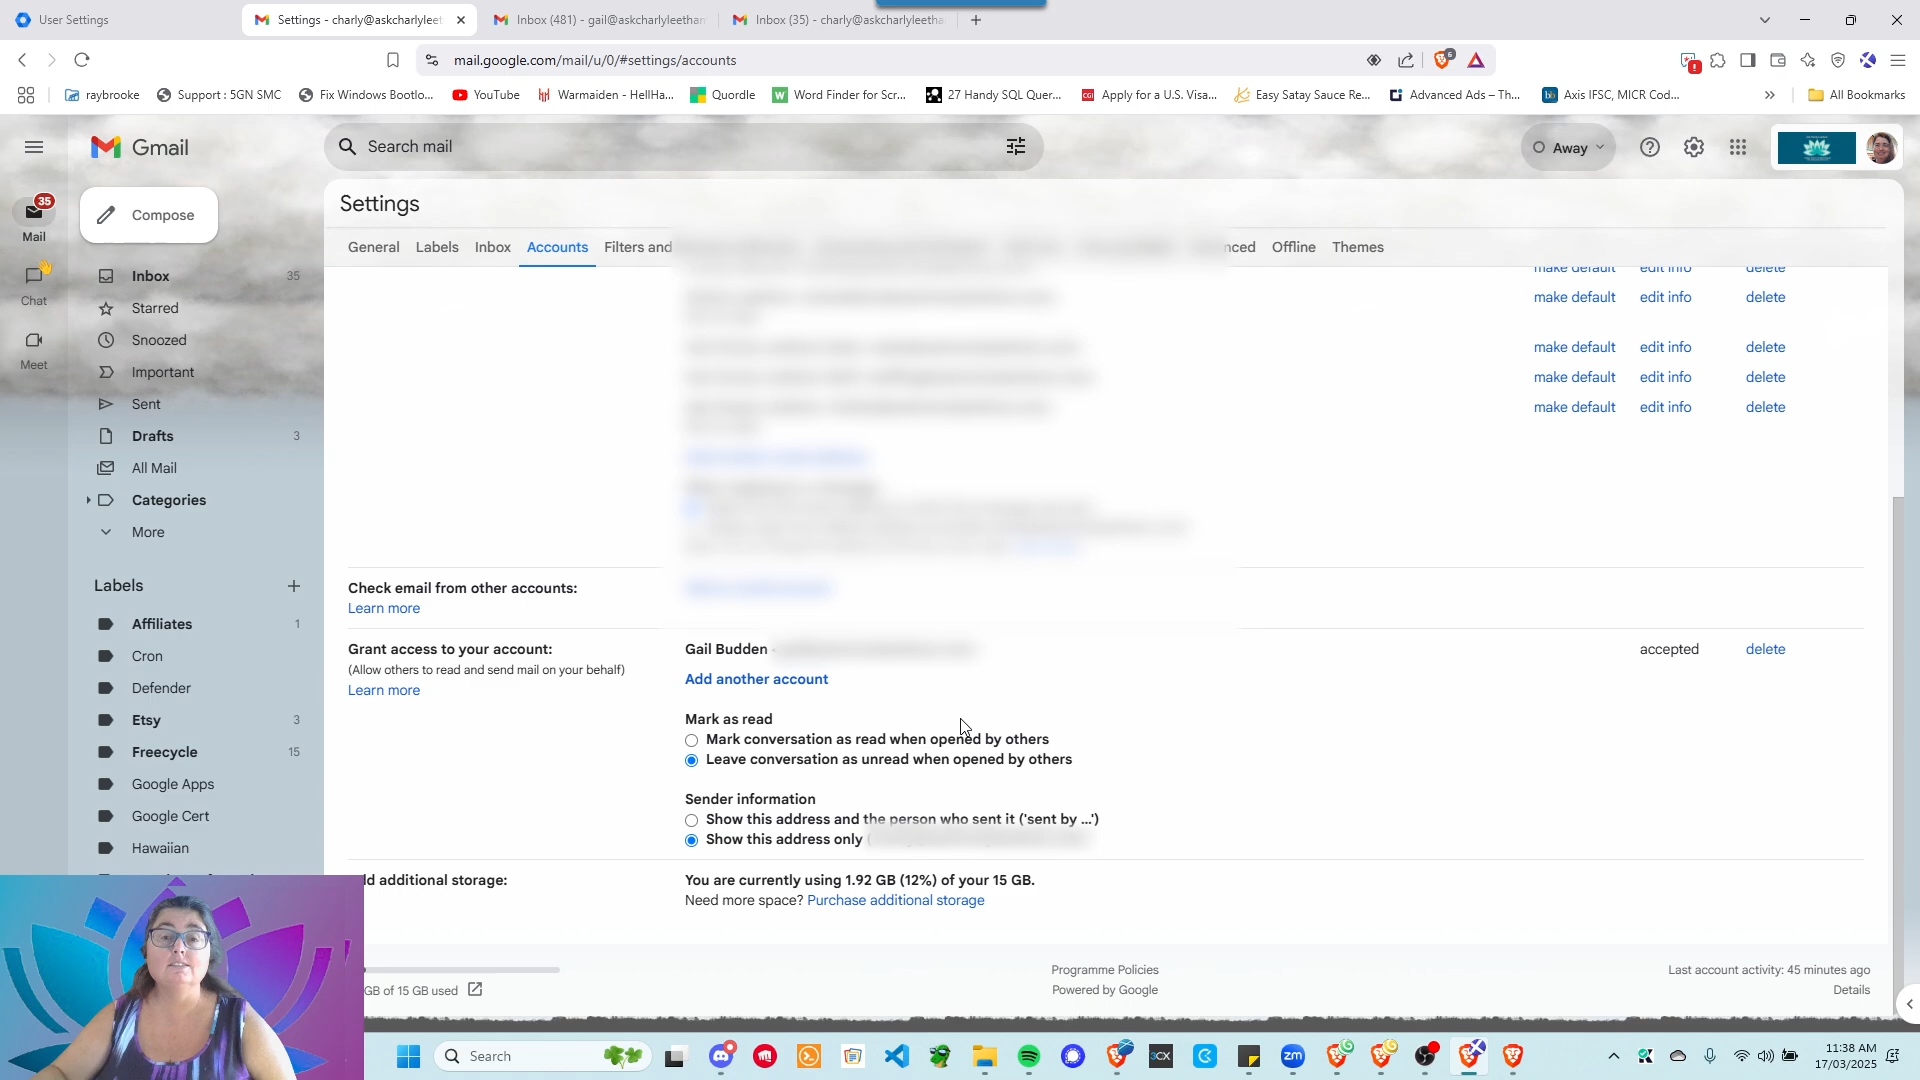 User Settings
Settings - charly@askcharlyleet
Inbox (481) - gail@askcharlyleetham
Inbox (35) - charly@askcharlyleetha
mail.google.com/mail/u/0/#settings/accounts
6
raybrooke
Support : 5GN SMC
Fix Windows Bootlo...
YouTube
Warmaiden - HellHa...
Quordle
Word Finder for Scr...
27 Handy SQL Quer...
Apply for a U.S. Visa...
Easy Satay Sauce Re...
Advanced Ads – Th...
Axis IFSC, MICR Cod...
All Bookmarks
Gmail
Search mail
Away
35
Mail
Chat
Meet
Compose
Inbox 35
Starred
Snoozed
Important
Sent
Drafts 3
All Mail
Categories
More
Labels
Affiliates 1
Cron
Defender
Etsy 3
Freecycle 15
Google Apps
Google Cert
Hawaiian
Settings
General Labels Inbox Accounts Filters and
nced Offline Themes
make default edit info delete
make default edit info delete
make default edit info delete
make default edit info delete
make default edit info delete
Check email from other accounts:
Learn more
Grant access to your account:
(Allow others to read and send mail on your behalf)
Learn more
Gail Budden
accepted delete
Add another account
Mark as read
Mark conversation as read when opened by others
Leave conversation as unread when opened by others
Sender information
Show this address and the person who sent it ('sent by ...')
Show this address only (
ld additional storage:
You are currently using 1.92 GB (12%) of your 15 GB.
Need more space? Purchase additional storage
GB of 15 GB used
Programme Policies
Powered by Google
Last account activity: 45 minutes ago
Details
Search
3CX
zm
11:38 AM
17/03/2025